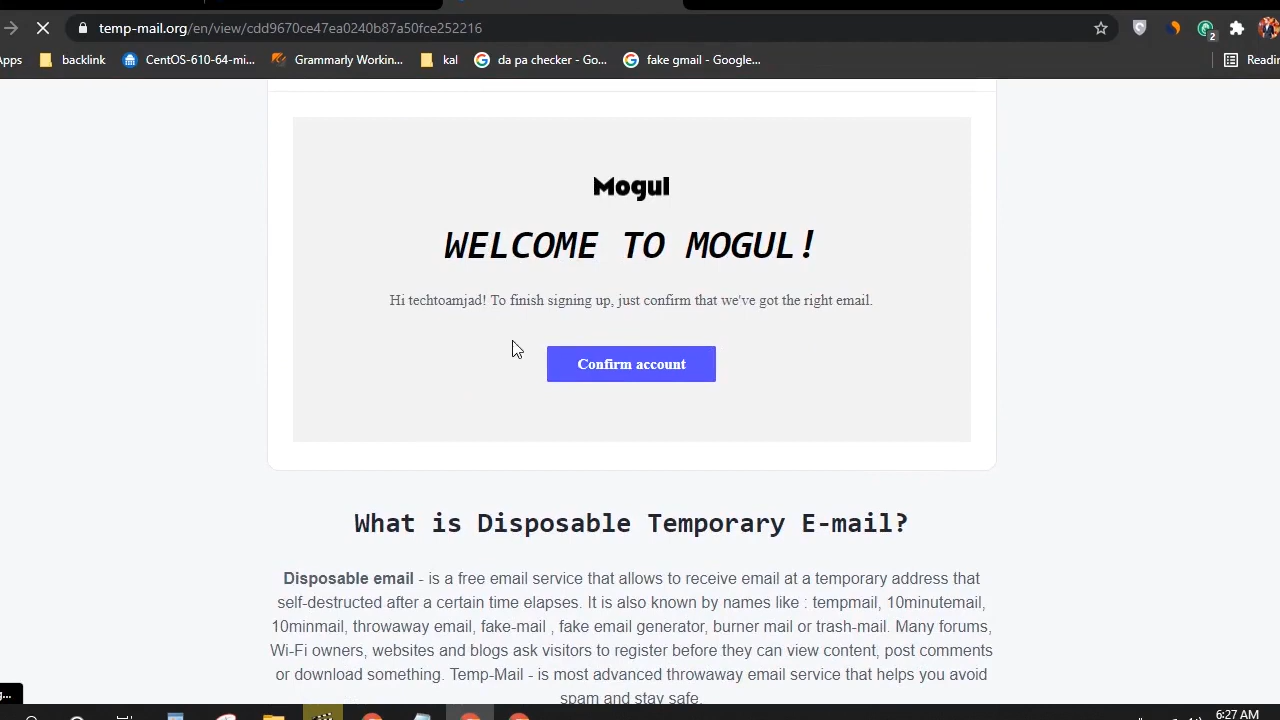 temp-mail.org/en/view/cdd9670ce47ea0240b87a50fce252216
2
backlink
CentOS-610-64-mi...
Grammarly Workin...
kal
da pa checker - Go...
fake gmail - Google...
Mogul
WELCOME TO MOGUL!
Hi techtoamjad! To finish signing up, just confirm that we've got the right email.
Confirm account
What is Disposable Temporary E-mail?
Disposable email - is a free email service that allows to receive email at a temporary address that
self-destructed after a certain time elapses. It is also known by names like : tempmail, 10minutemail,
10minmail, throwaway email, fake-mail , fake email generator, burner mail or trash-mail. Many forums,
Wi-Fi owners, websites and blogs ask visitors to register before they can view content, post comments
or download something. Temp-Mail - is most advanced throwaway email service that helps you avoid
spam and stay safe.
6:27 AM